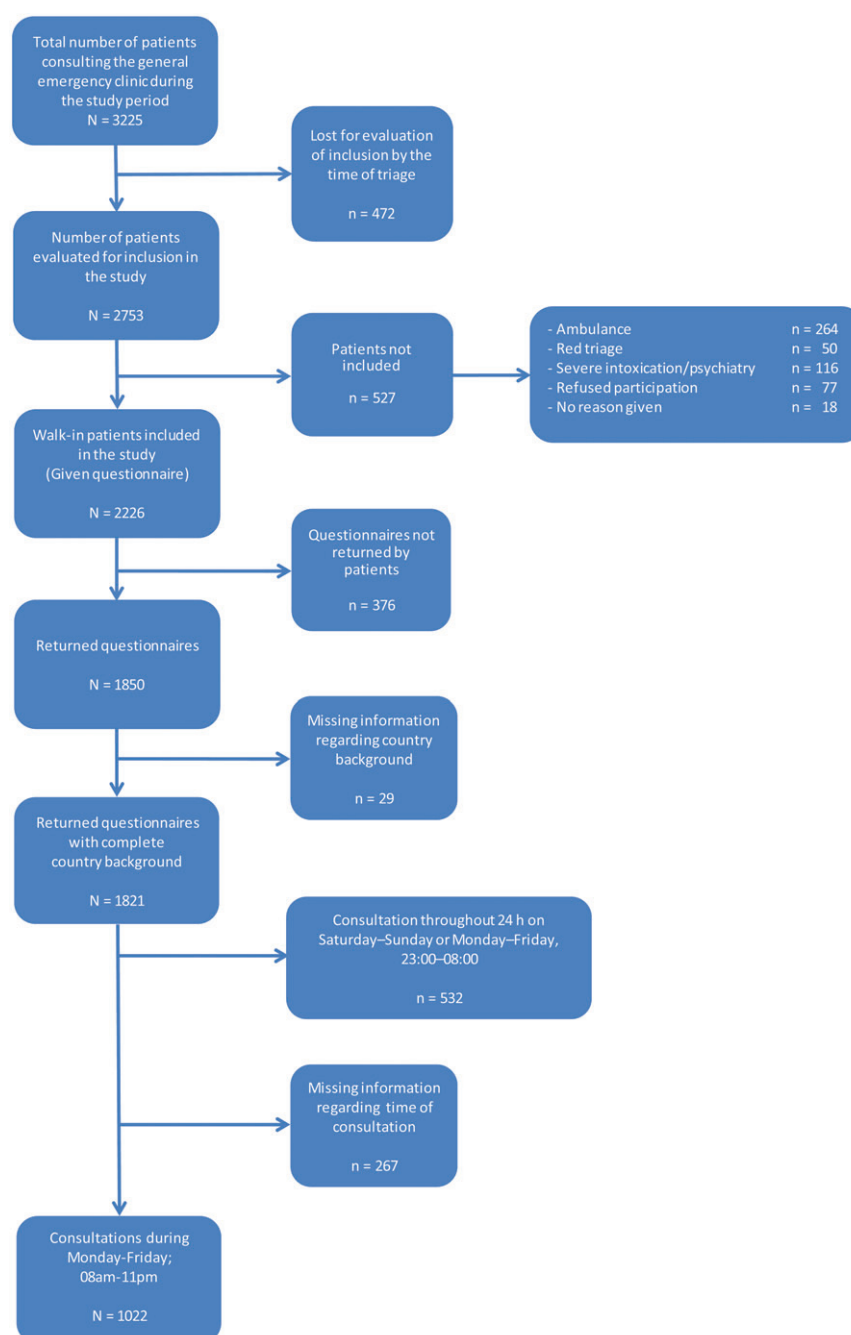 Total number of patients
consulting the general
emergency clinic during
the study period
N = 3225
Lost for evaluation
of inclusion by the
time of triage
n = 472
Number of patients
evaluated for inclusion in
the study
N = 2753
Patients not
included
n = 527
- Ambulance n = 264
- Red triage n = 50
- Severe intoxication/psychiatry n = 116
- Refused participation n = 77
- No reason given n = 18
Walk-in patients included
in the study
(Given questionnaire)
N = 2226
Questionnaires not
returned by
patients
n = 376
Returned questionnaires
N = 1850
Missing information
regarding country
background
n = 29
Returned questionnaires
with complete
country background
N = 1821
Consultation throughout 24 h on
Saturday–Sunday or Monday–Friday,
23:00–08:00
n = 532
Missing information
regarding time of
consultation
n = 267
Consultations during
Monday-Friday;
08am-11pm
N = 1022